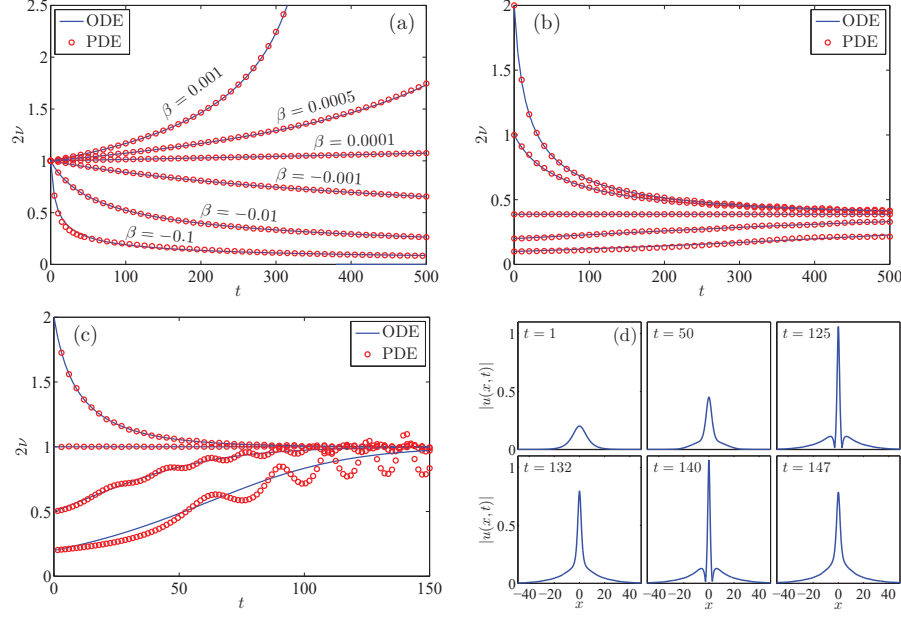 ODE
PDE
(a)
β = 0.001
β = 0.0005
β = 0.0001
β = −0.001
β = −0.01
β = −0.1
2ν
2.5
2
1.5
1
0.5
0
0 100 200 300 400 500
t
(b)
ODE
PDE
2ν
2
1.5
1
0.5
0
0 100 200 300 400 500
t
(c)
ODE
PDE
2ν
2
1.5
1
0.5
0
0 50 100 150
t
(d)
t = 1
t = 50
t = 125
|u(x, t)|
1
0.5
0
t = 132
t = 140
t = 147
|u(x, t)|
1
0.5
0
−40 −20 0 20 40
−40 −20 0 20 40
−40 −20 0 20 40
x
x
x